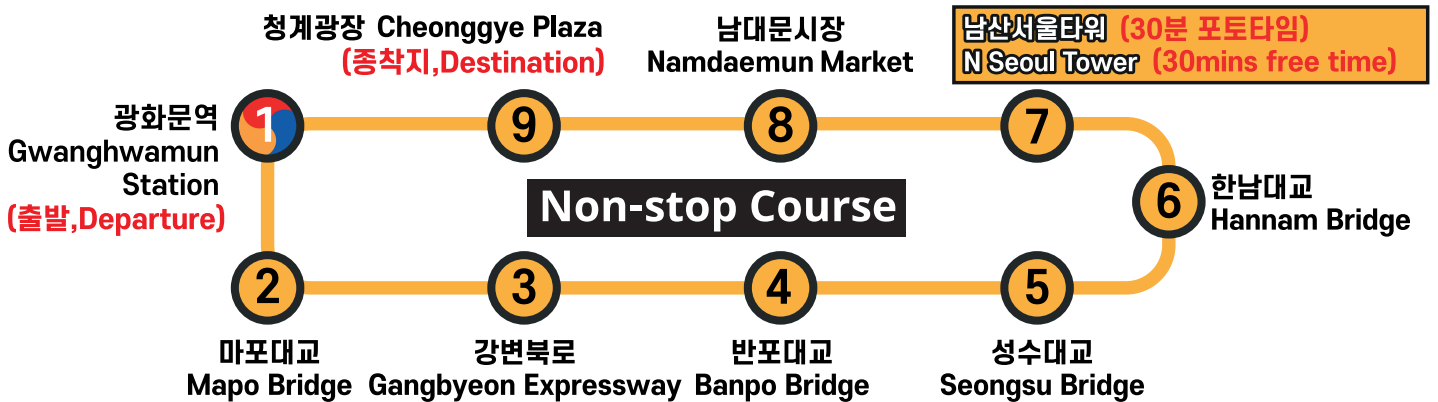 청계광장 Cheonggye Plaza
(종착지,Destination)
남대문시장
Namdaemun Market
남산서울타워 (30분 포토타임)
N Seoul Tower (30mins free time)
광화문역
Gwanghwamun
Station
(출발,Departure)
1
9
8
7
Non-stop Course
6
한남대교
Hannam Bridge
2
3
4
5
마포대교
Mapo Bridge
강변북로
Gangbyeon Expressway
반포대교
Banpo Bridge
성수대교
Seongsu Bridge